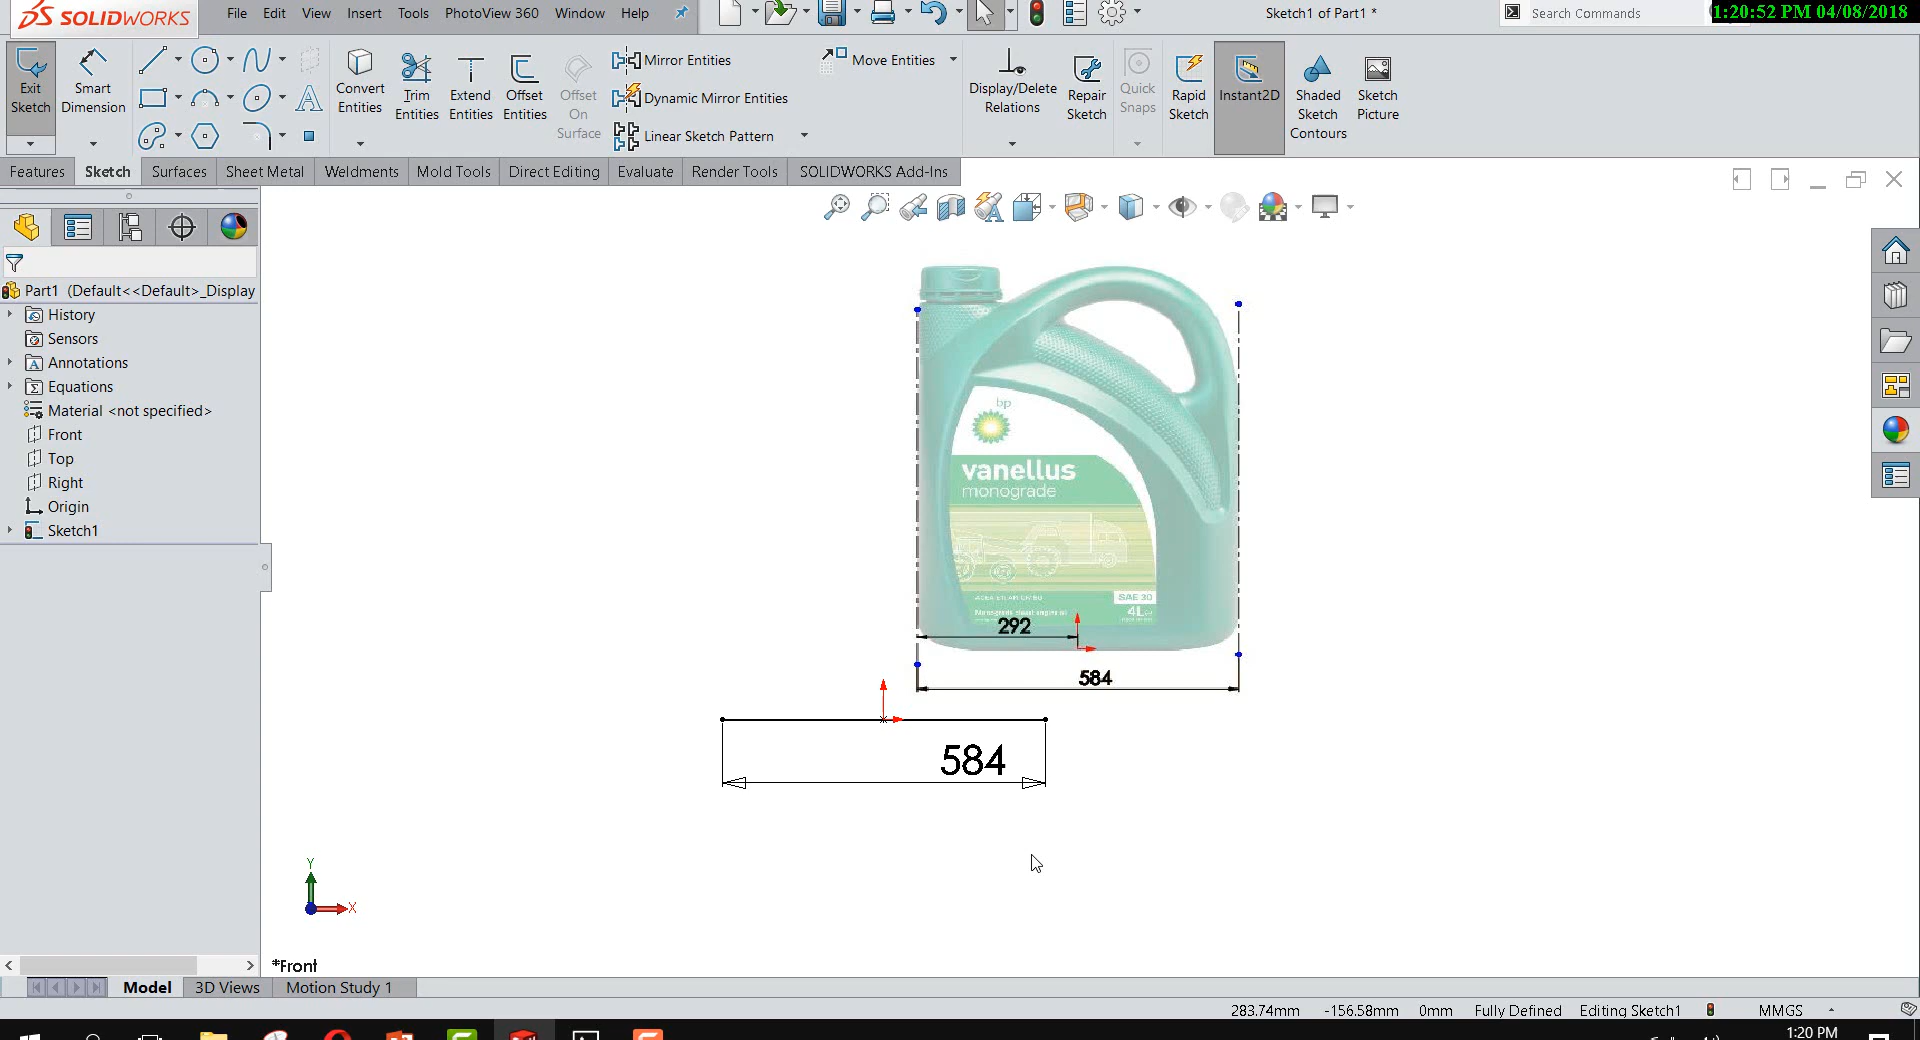 SOLIDWORKS
File Edit View Insert Tools PhotoView 360 Window Help
Sketch1 of Part1 *
Search Commands
1:20:52 PM 04/08/2018
Exit Sketch
Smart Dimension
Convert Entities
Trim Entities
Extend Entities
Offset Entities
Offset On Surface
Mirror Entities
Dynamic Mirror Entities
Linear Sketch Pattern
Move Entities
Display/Delete Relations
Repair Sketch
Quick Snaps
Rapid Sketch
Instant2D
Shaded Sketch Contours
Sketch Picture
Features Sketch Surfaces Sheet Metal Weldments Mold Tools Direct Editing Evaluate Render Tools SOLIDWORKS Add-Ins
Part1 (Default<<Default>_Display
History
Sensors
Annotations
Equations
Material <not specified>
Front
Top
Right
Origin
Sketch1
bp
vanellus
monograde
SAE 30
4L
292
584
584
Y
X
*Front
Model 3D Views Motion Study 1
283.74mm -156.58mm 0mm Fully Defined Editing Sketch1 MMGS
1:20 PM